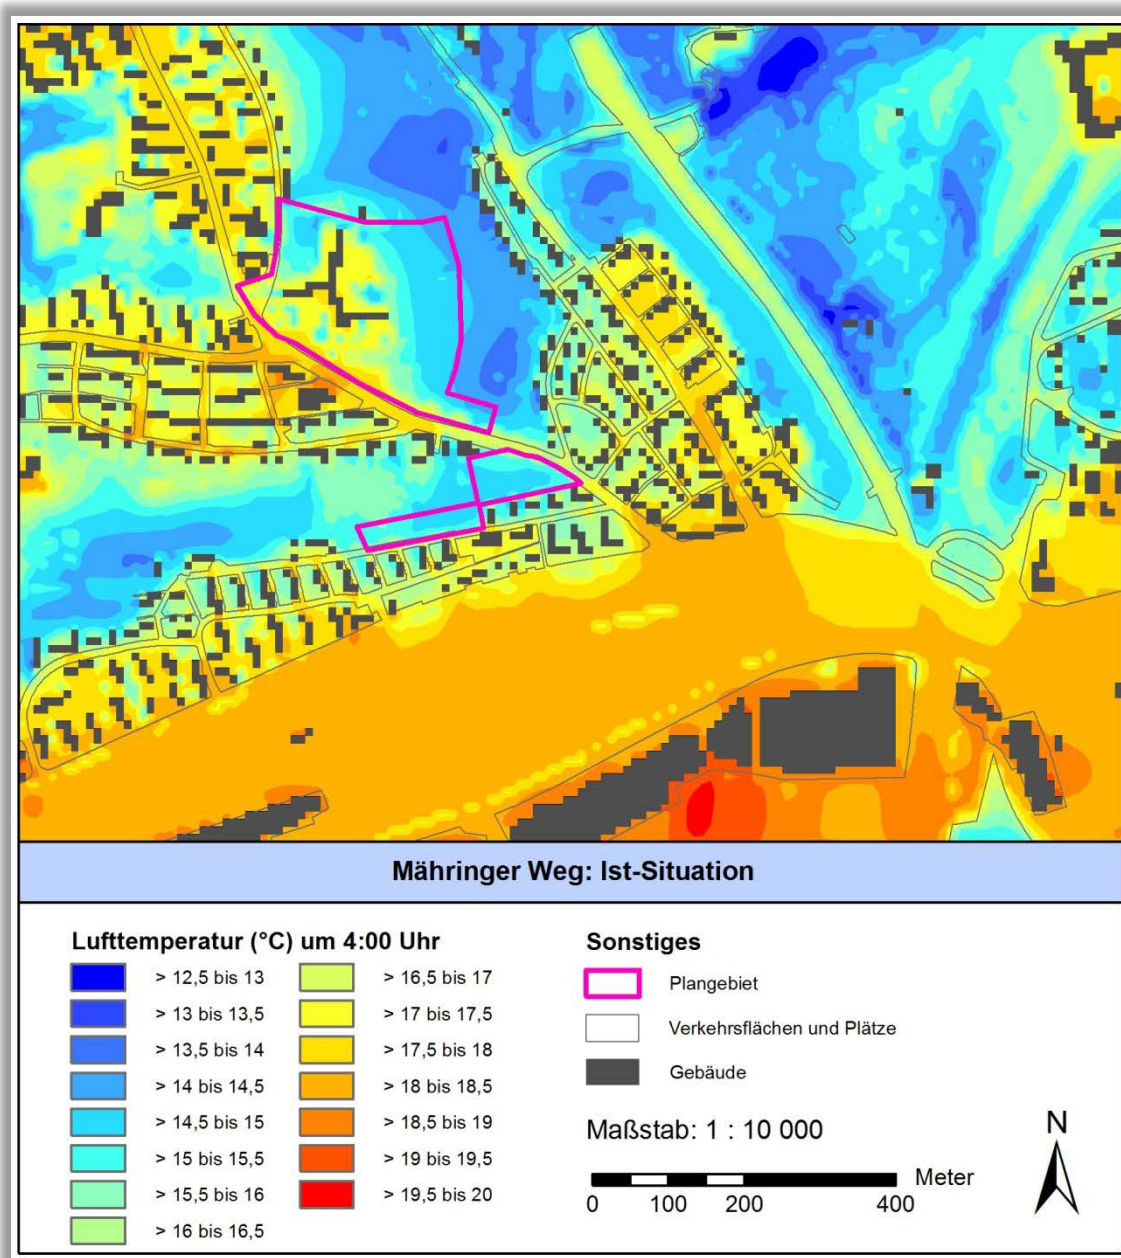 Mähringer Weg: Ist-Situation
Lufttemperatur (°C) um 4:00 Uhr
> 12,5 bis 13
> 13 bis 13,5
> 13,5 bis 14
> 14 bis 14,5
> 14,5 bis 15
> 15 bis 15,5
> 15,5 bis 16
> 16 bis 16,5
> 16,5 bis 17
> 17 bis 17,5
> 17,5 bis 18
> 18 bis 18,5
> 18,5 bis 19
> 19 bis 19,5
> 19,5 bis 20
Sonstiges
Plangebiet
Verkehrsflächen und Plätze
Gebäude
Maßstab: 1 : 10 000
Meter
0 100 200 400
N